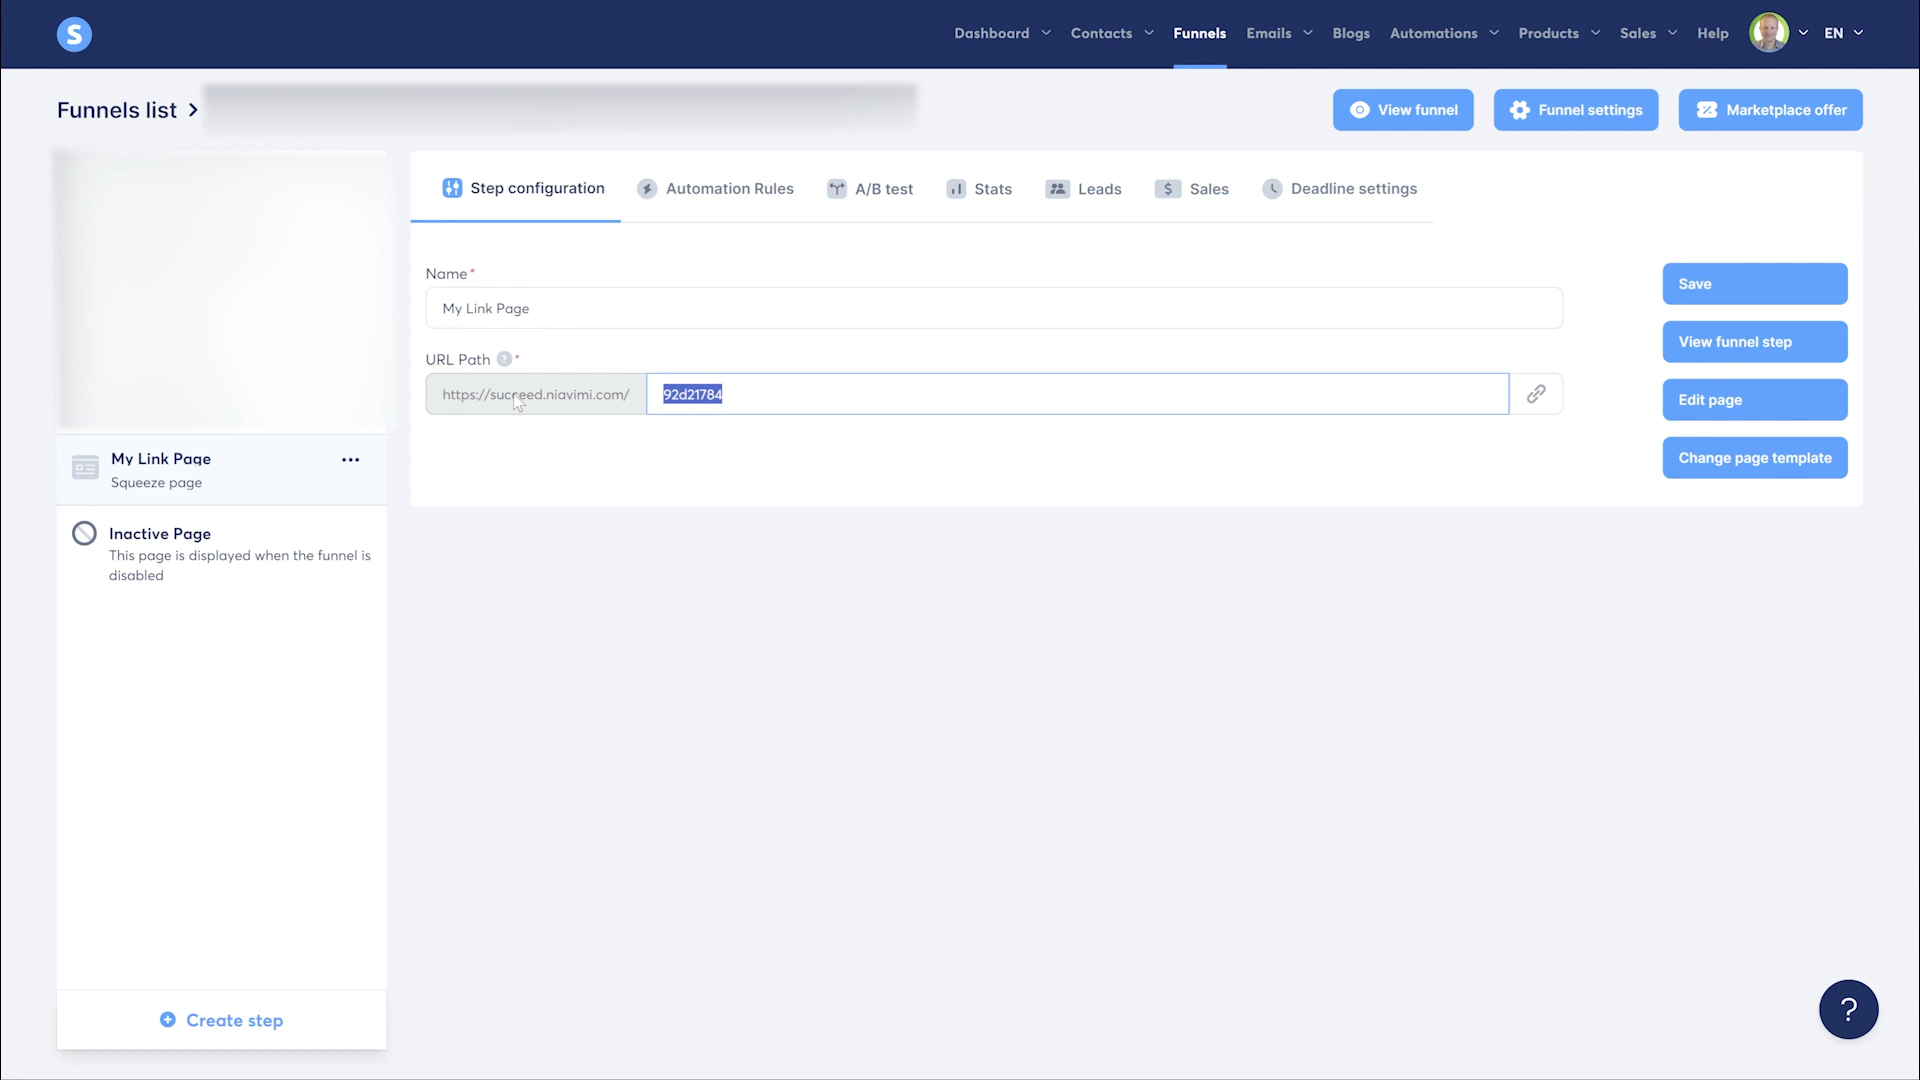 S
Dashboard Contacts Funnels Emails Blogs Automations Products Sales Help EN
Funnels list
View funnel
Funnel settings
Marketplace offer
Step configuration
Automation Rules
A/B test
Stats
Leads
$ Sales
Deadline settings
Name*
My Link Page
URL Path ? *
https://succeed.niavimi.com/ 92d21784
Save
View funnel step
Edit page
Change page template
My Link Page
Squeeze page
Inactive Page
This page is displayed when the funnel is
disabled
Create step
?